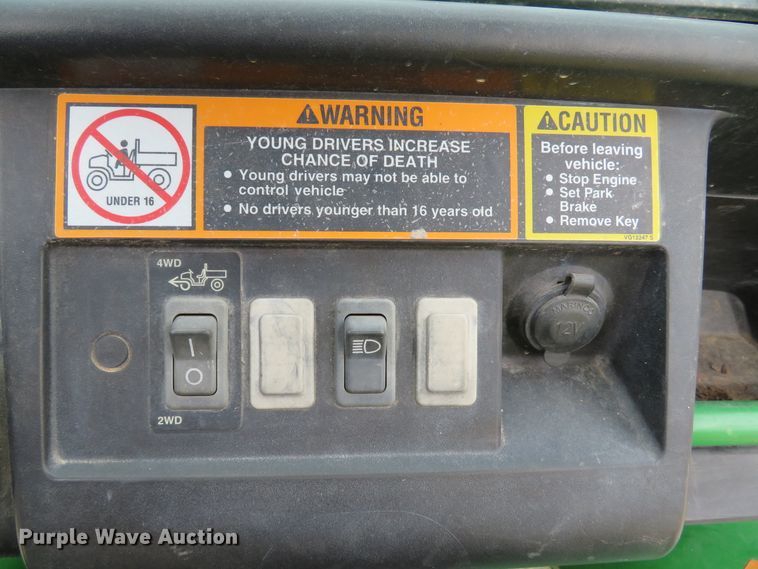 ⚠WARNING
YOUNG DRIVERS INCREASE
CHANCE OF DEATH
• Young drivers may not be able to
control vehicle
• No drivers younger than 16 years old
UNDER 16
⚠CAUTION
Before leaving
vehicle:
• Stop Engine
• Set Park
Brake
• Remove Key
4WD
I
O
2WD
12V
Purple Wave Auction®